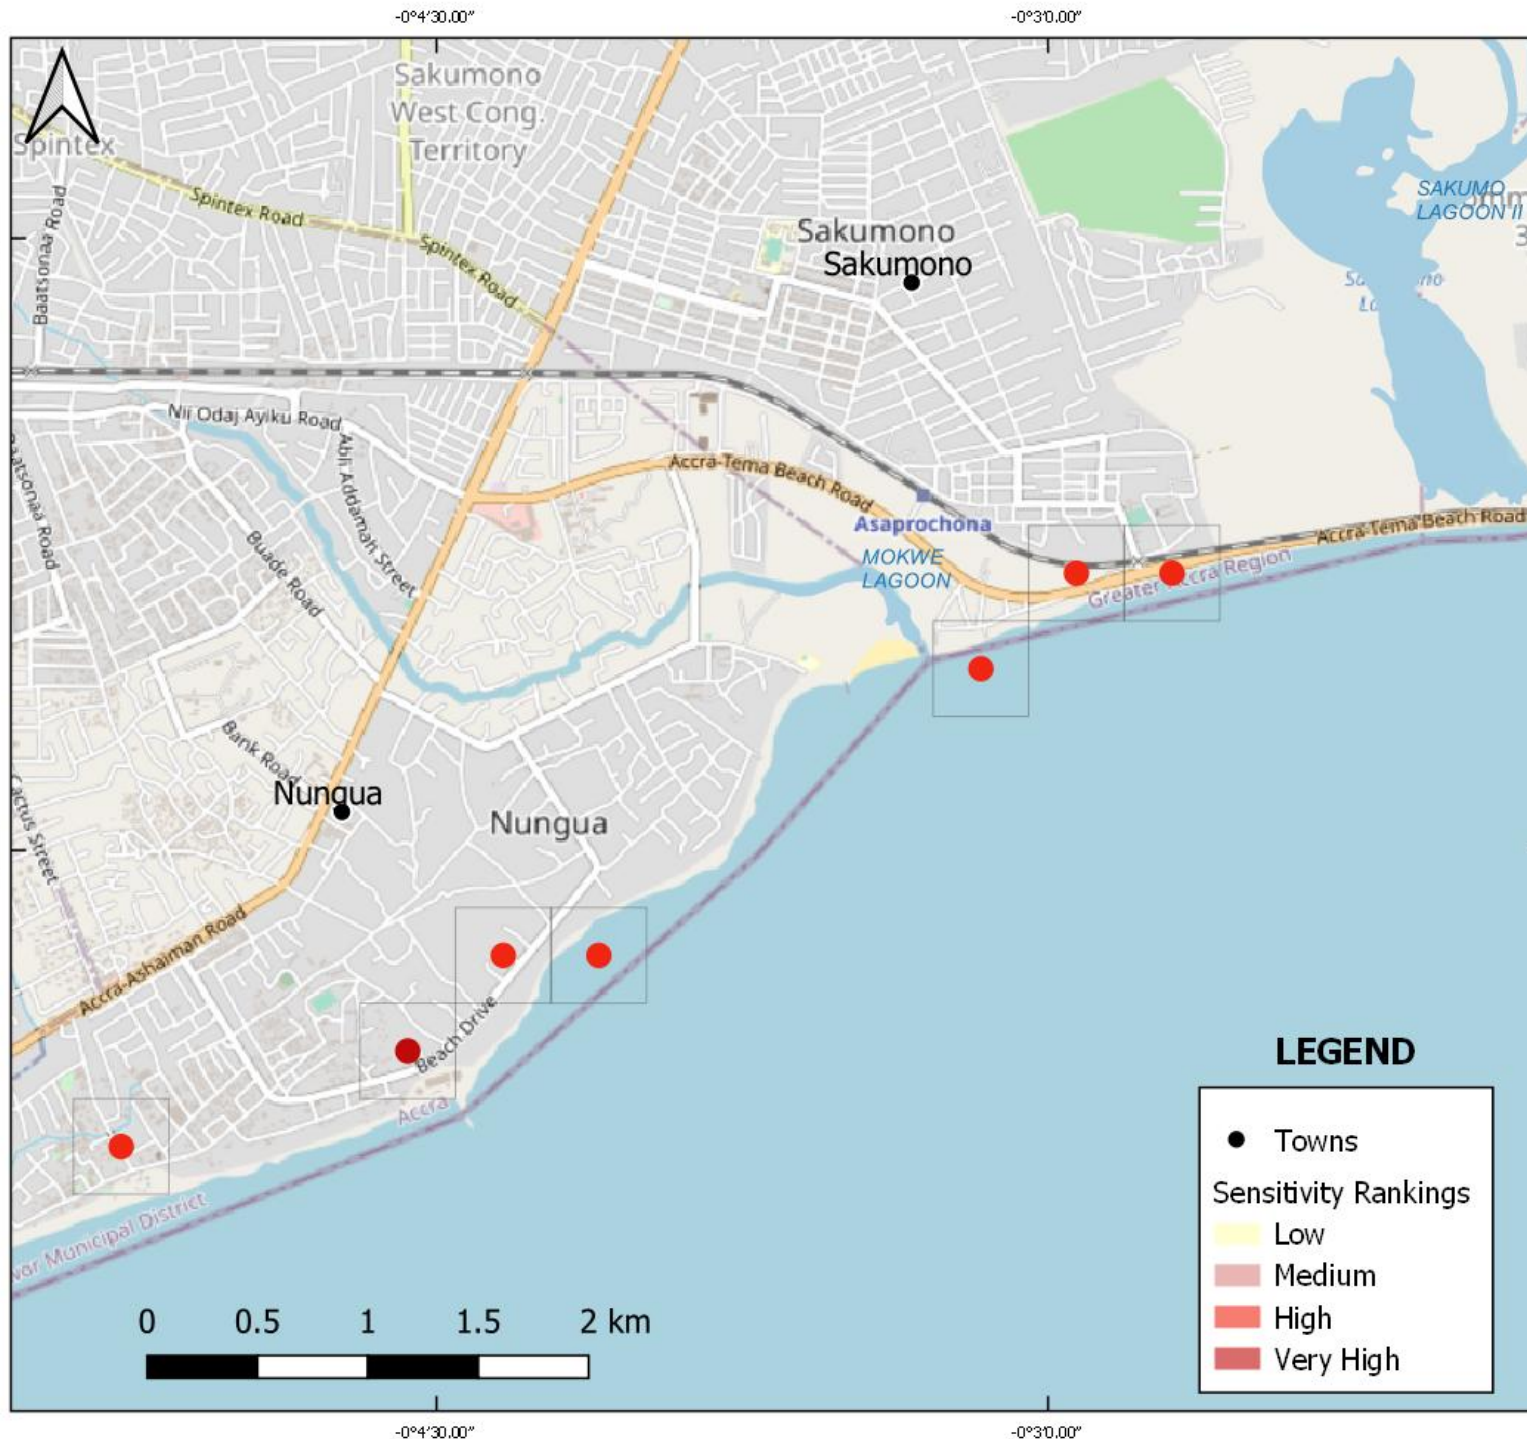 -0°4'30.00"
-0°3'0.00"
Sakumono
West Cong.
Territory
Spintex
Spintex Road
Spintex Road
Baatsonaa Road
SAKUMO
LAGOON II
3
Sakumono
Sakumono
Nii Odaj Ayiku Road
Abii Addamah Street
Baatsonaa Road
Buade Road
Accra-Tema Beach Road
Asaprochona
MOKWE
LAGOON
Accra-Tema Beach Road
Greater Accra Region
Bank Road
Nungua
Nungua
Cactus Street
Accra-Ashaiman Road
Beach Drive
Accra
Municipal District
LEGEND
Towns
Sensitivity Rankings
Low
Medium
High
Very High
0 0.5 1 1.5 2 km
-0°4'30.00"
-0°3'0.00"